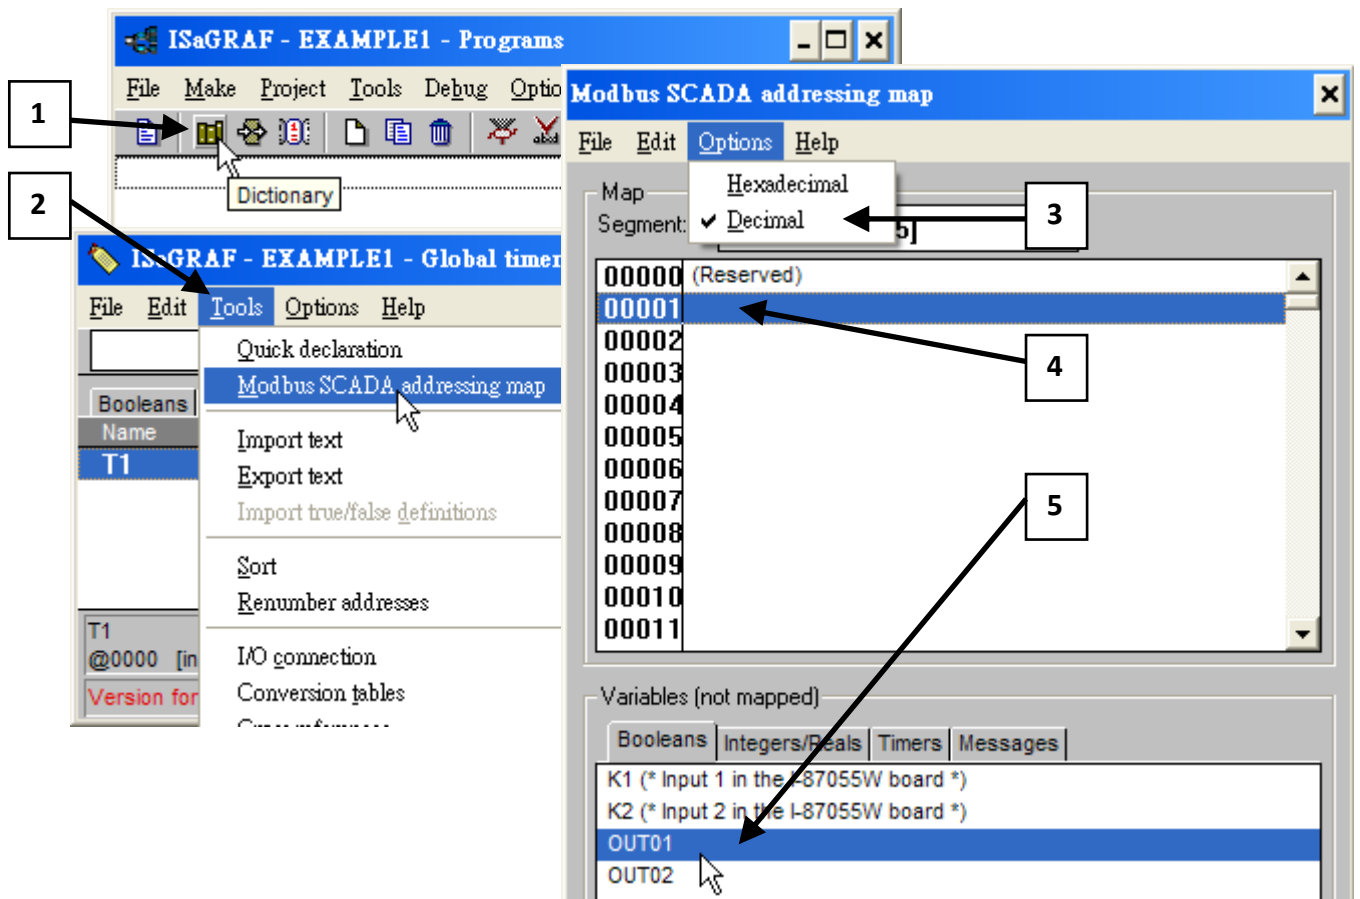 ISaGRAF - EXAMPLE1 - Programs
File Make Project Tools Debug Optio
1
Dictionary
2
ISaGRAF - EXAMPLE1 - Global timer
File Edit Tools Options Help
Quick declaration
Modbus SCADA addressing map
Import text
Export text
Import true/false definitions
Sort
Renumber addresses
I/O connection
Conversion tables
Booleans
Name
T1
T1
@0000 [in
Version for
Modbus SCADA addressing map
File Edit Options Help
Hexadecimal
Decimal
3
Map
Segment:
5]
00000 (Reserved)
00001
00002
00003
00004
00005
00006
00007
00008
00009
00010
00011
4
5
Variables (not mapped)
Booleans Integers/Reals Timers Messages
K1 (* Input 1 in the I-87055W board *)
K2 (* Input 2 in the I-87055W board *)
OUT01
OUT02